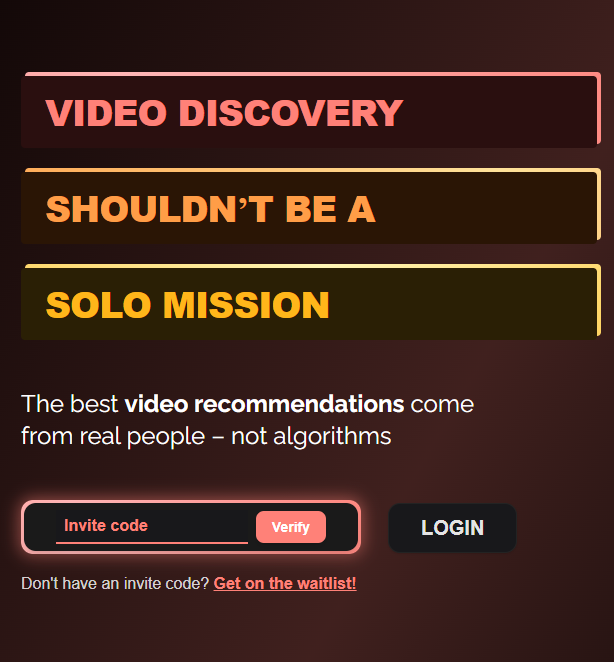 VIDEO DISCOVERY
SHOULDN’T BE A
SOLO MISSION
The best video recommendations come
from real people – not algorithms
Invite code
Verify
LOGIN
Don't have an invite code? Get on the waitlist!